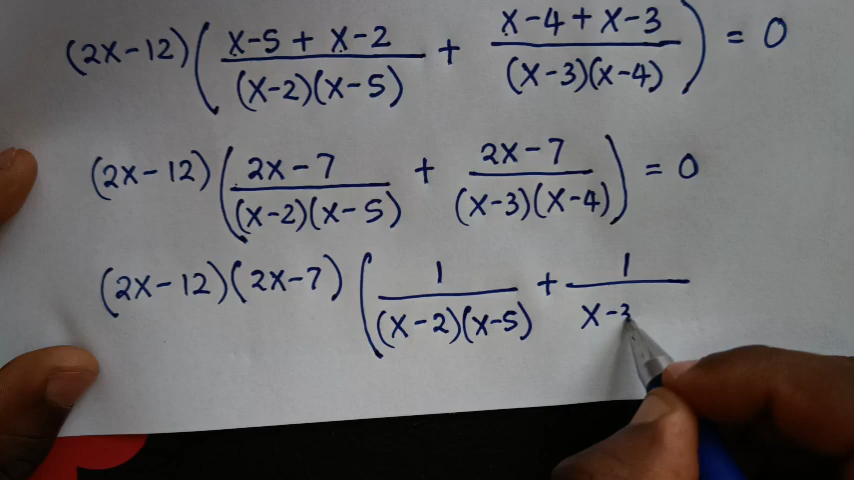 (2x-12)( x-5 + x-2 / (x-2)(x-5) + x-4 + x-3 / (x-3)(x-4) ) = 0
(2x-12)( 2x-7 / (x-2)(x-5) + 2x-7 / (x-3)(x-4) ) = 0
(2x-12)(2x-7)( 1 / (x-2)(x-5) + 1 / x-3